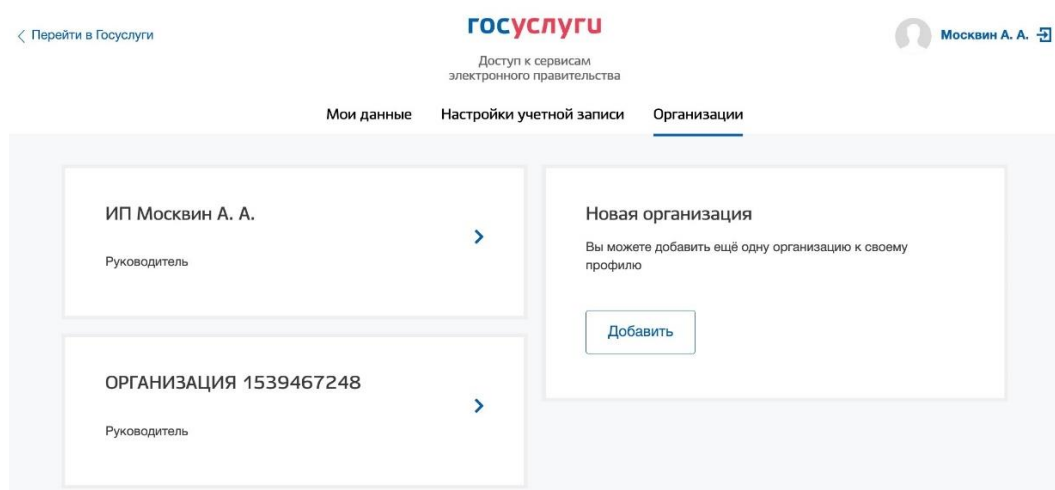 Перейти в Госуслуги
госуслуги
Москвин А. А.
Доступ к сервисам
электронного правительства
Мои данные Настройки учетной записи Организации
ИП Москвин А. А.
Руководитель
Новая организация
Вы можете добавить ещё одну организацию к своему
профилю
Добавить
ОРГАНИЗАЦИЯ 1539467248
Руководитель